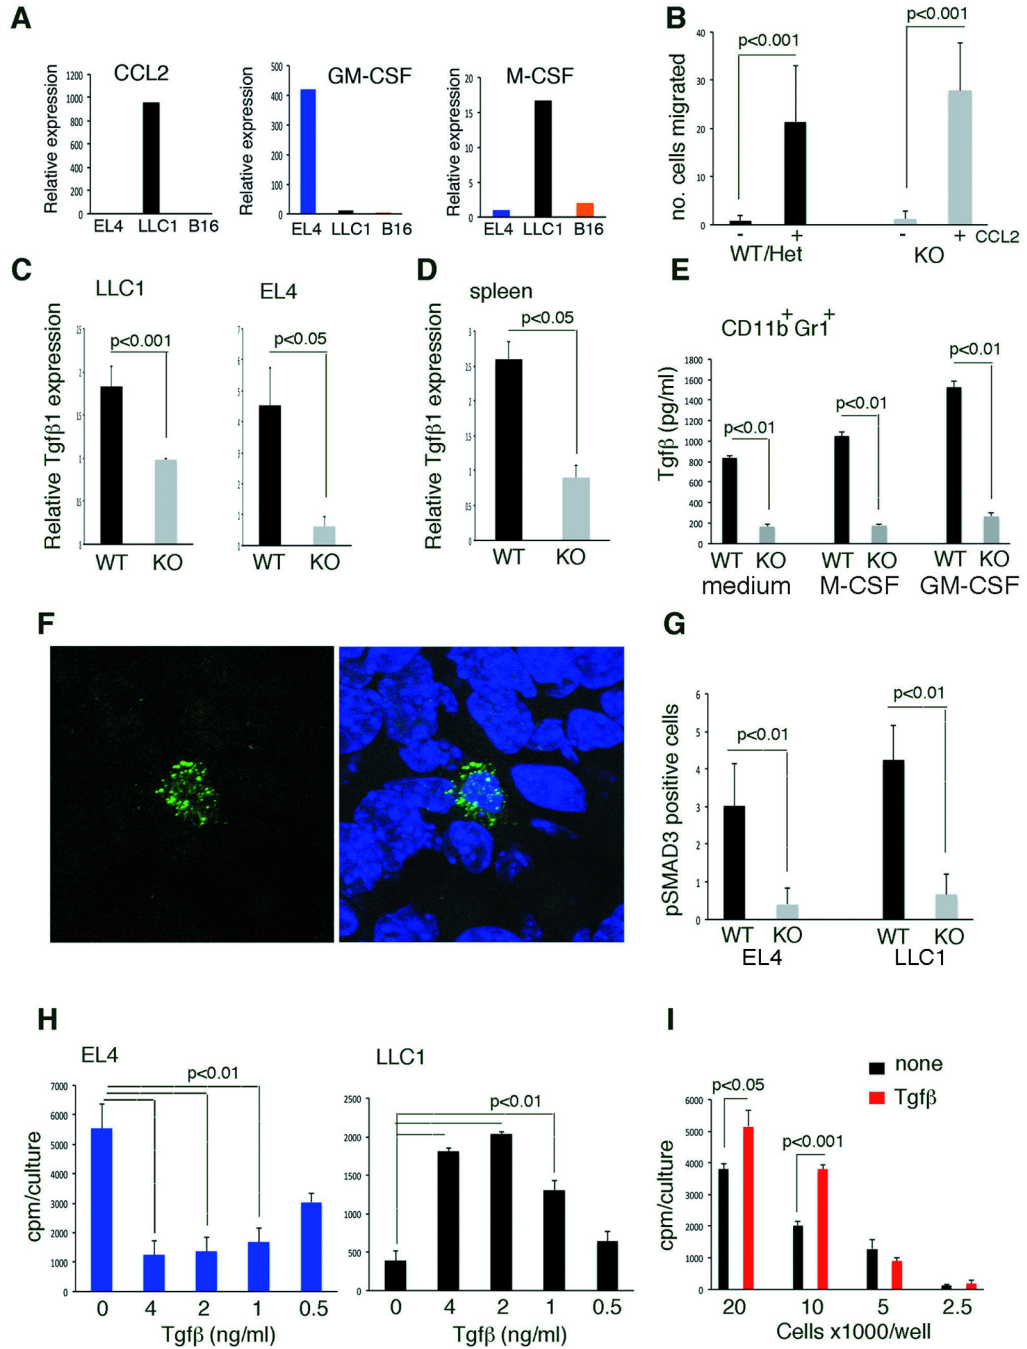 A
CCL2
Relative expression
1200
1000
800
600
400
200
0
EL4 LLC1 B16
GM-CSF
Relative expression
500
400
300
200
100
0
EL4 LLC1 B16
M-CSF
Relative expression
20
15
10
5
0
EL4 LLC1 B16
B
p<0.001
p<0.001
no. cells migrated
40
30
20
10
0
- + - + CCL2
WT/Het KO
C
LLC1
Relative Tgfβ1 expression
p<0.001
WT KO
EL4
p<0.05
WT KO
D
spleen
Relative Tgfβ1 expression
p<0.05
3
2.5
2
1
0.5
0
WT KO
E
CD11b+ Gr1+
Tgfβ (pg/ml)
1800
1600
1400
1200
1000
800
600
400
200
0
p<0.01
p<0.01
p<0.01
WT KO WT KO WT KO
medium M-CSF GM-CSF
F
G
pSMAD3 positive cells
6
5
4
3
2
1
0
p<0.01
p<0.01
WT KO WT KO
EL4 LLC1
H
EL4
cpm/culture
7000
6000
5000
4000
3000
2000
1000
0
p<0.01
0 4 2 1 0.5
Tgfβ (ng/ml)
LLC1
2500
2000
1500
1000
500
0
p<0.01
0 4 2 1 0.5
Tgfβ (ng/ml)
I
none
Tgfβ
cpm/culture
6000
5000
4000
3000
2000
1000
0
p<0.05
p<0.001
20 10 5 2.5
Cells x1000/well